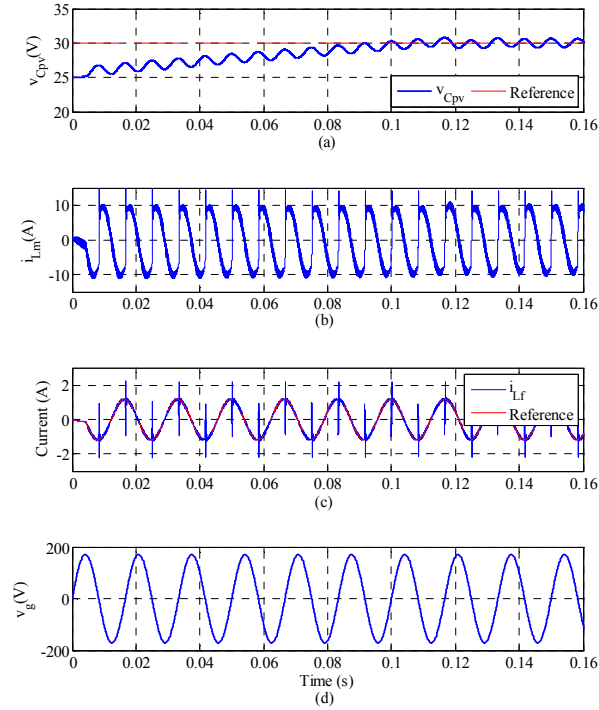 35
30
25
20
v_Cpv(V)
v_Cpv
Reference
0 0.02 0.04 0.06 0.08 0.1 0.12 0.14 0.16
(a)
10
0
-10
i_Lm(A)
0 0.02 0.04 0.06 0.08 0.1 0.12 0.14 0.16
(b)
2
0
-2
Current (A)
i_Lf
Reference
0 0.02 0.04 0.06 0.08 0.1 0.12 0.14 0.16
(c)
200
0
-200
v_g(V)
0 0.02 0.04 0.06 0.08 0.1 0.12 0.14 0.16
Time (s)
(d)